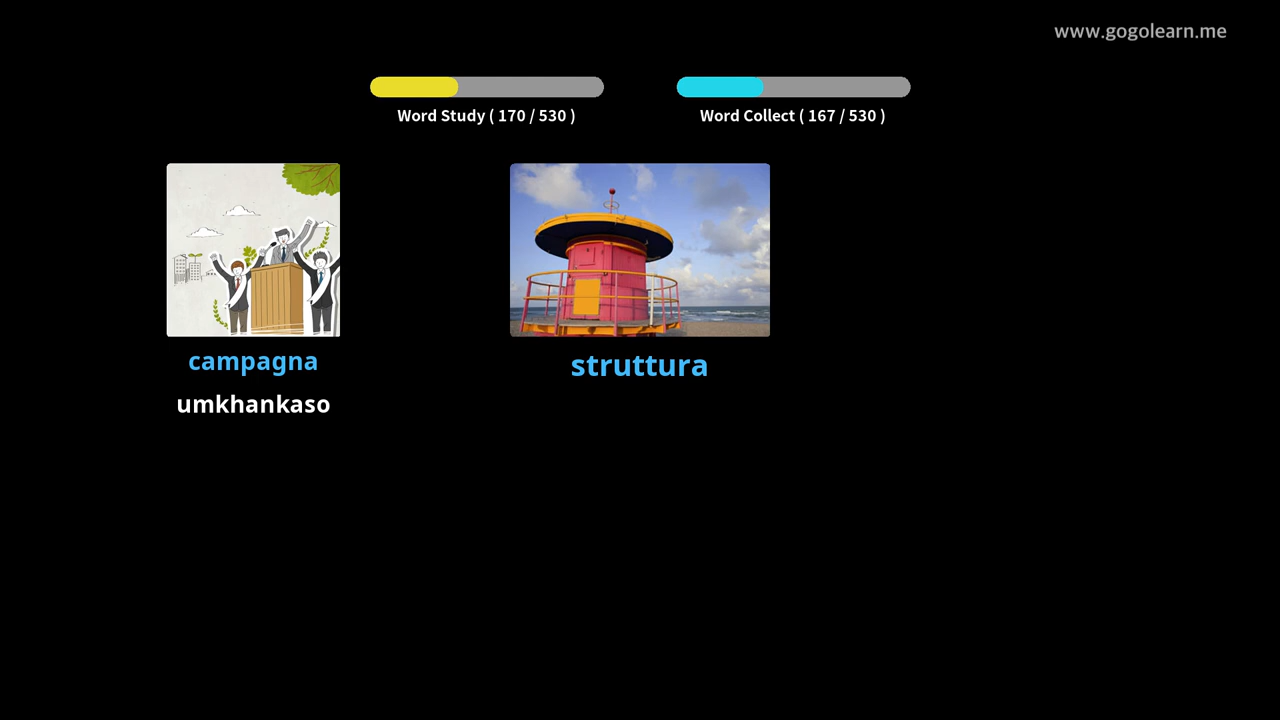 www.gogolearn.me
Word Study ( 170 / 530 )
Word Collect ( 167 / 530 )
campagna
umkhankaso
struttura